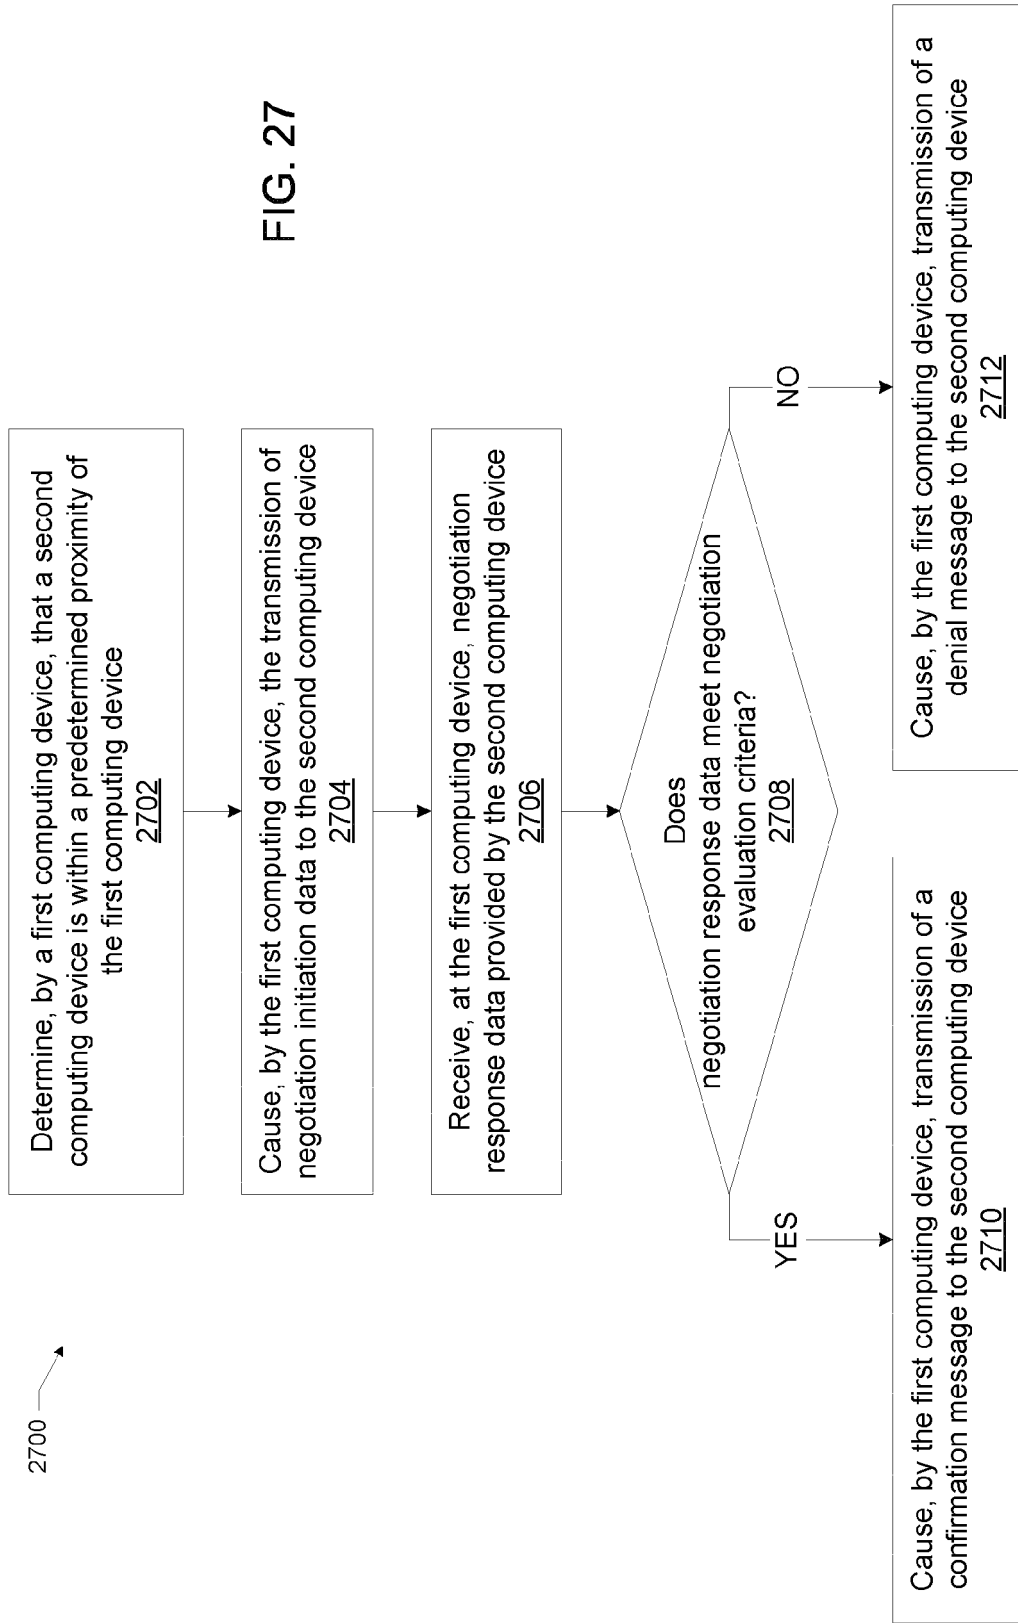 2700
Determine, by a first computing device, that a second
computing device is within a predetermined proximity of
the first computing device
2702
FIG. 27
Cause, by the first computing device, the transmission of
negotiation initiation data to the second computing device
2704
Receive, at the first computing device, negotiation
response data provided by the second computing device
2706
Does
negotiation response data meet negotiation
evaluation criteria?
2708
YES
NO
Cause, by the first computing device, transmission of a
confirmation message to the second computing device
2710
Cause, by the first computing device, transmission of a
denial message to the second computing device
2712